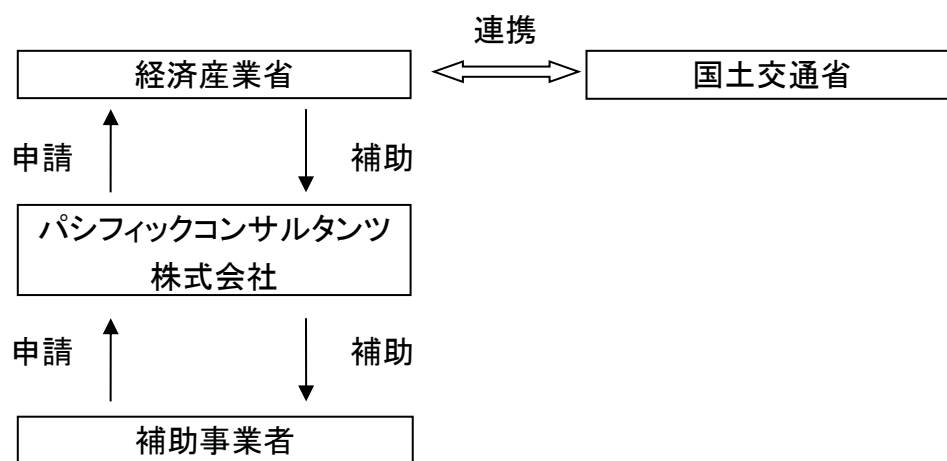 連携
経済産業省
国土交通省
申請
補助
パシフィックコンサルタンツ
株式会社
申請
補助
補助事業者